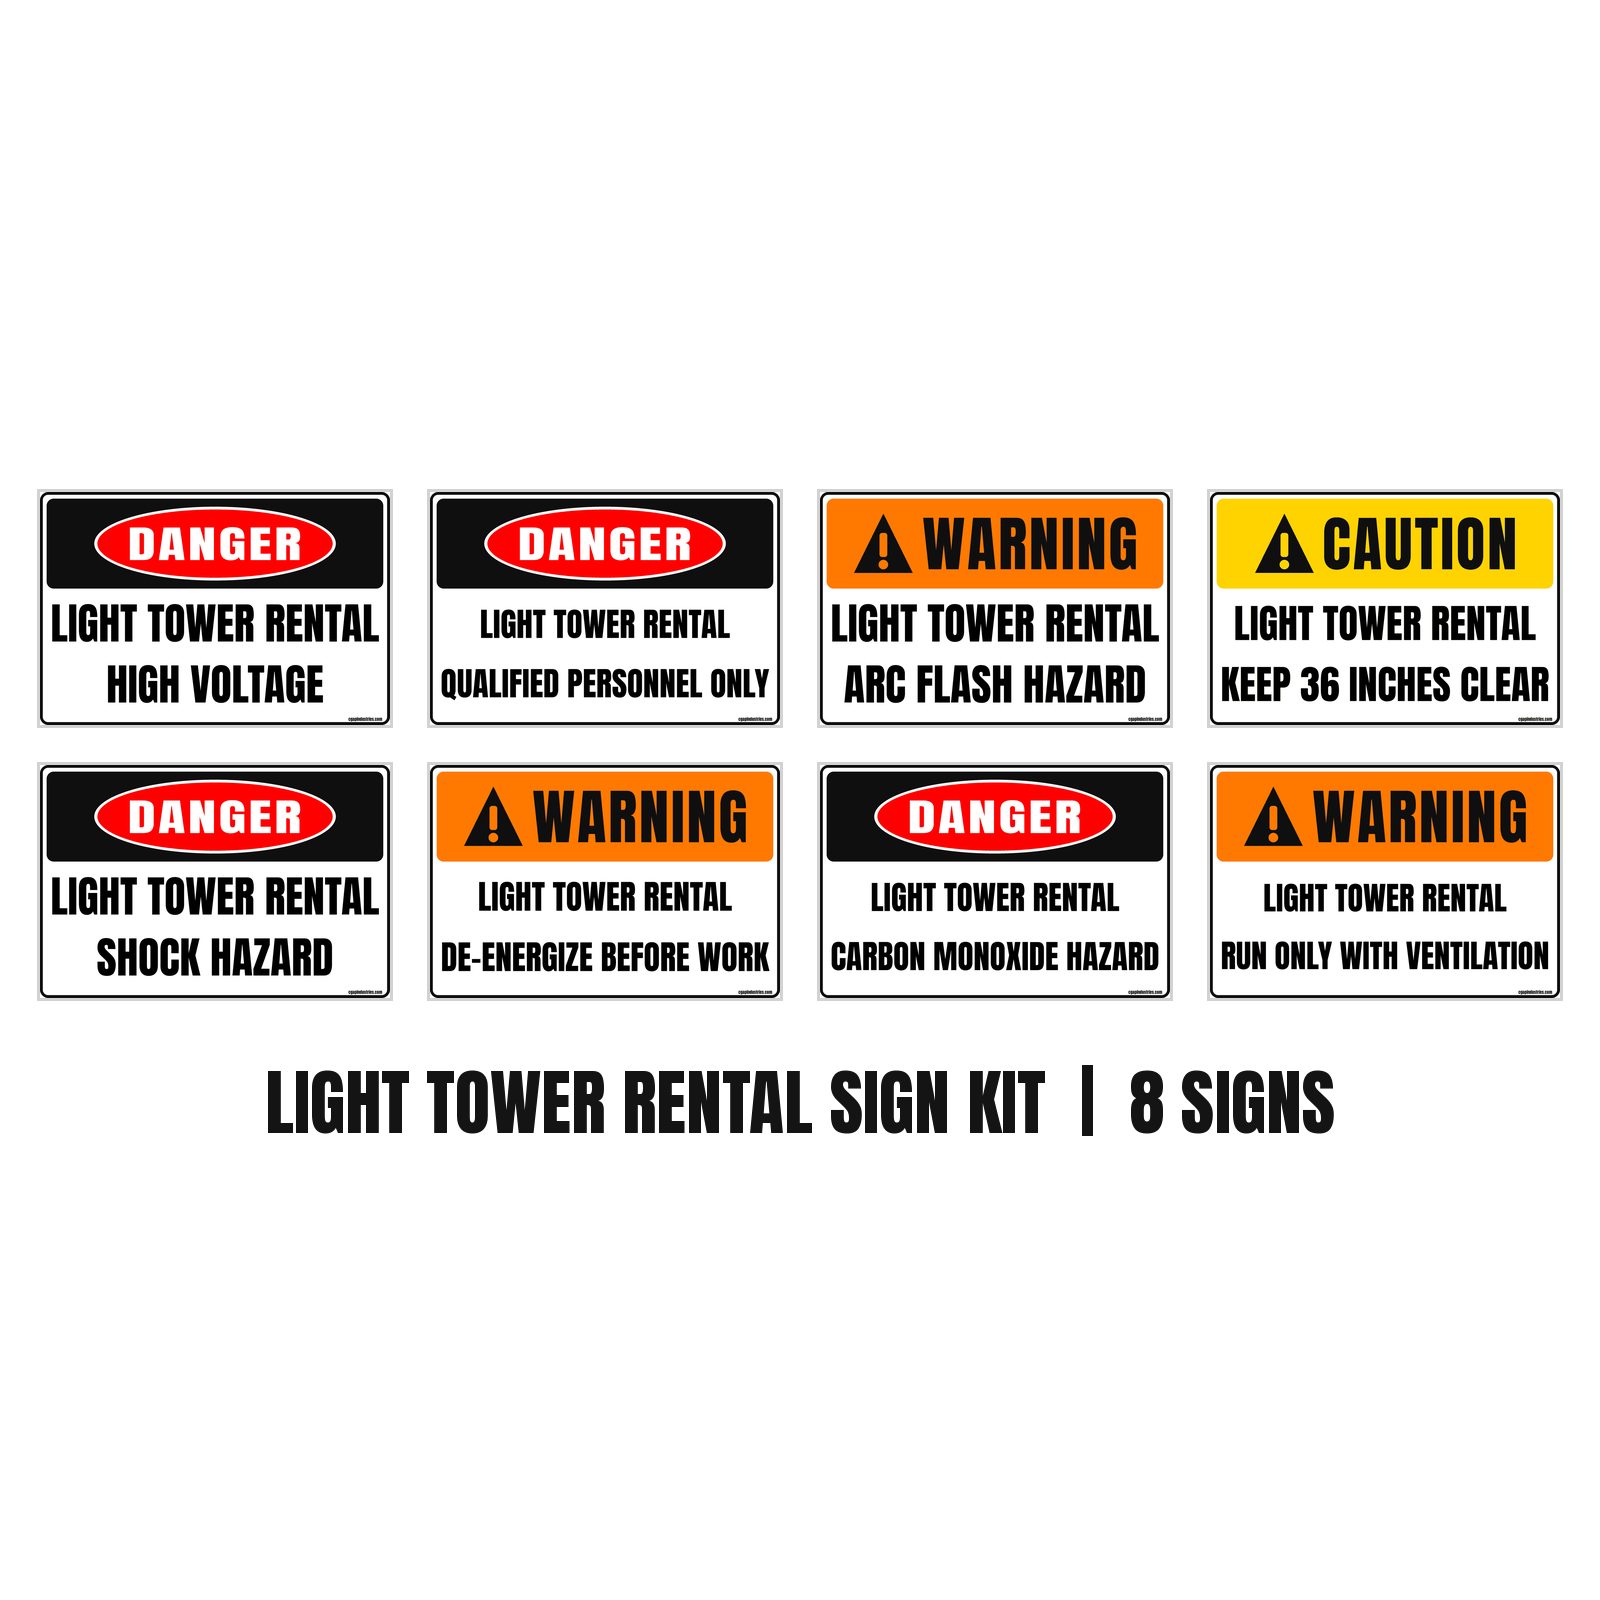 DANGER
LIGHT TOWER RENTAL
HIGH VOLTAGE
DANGER
LIGHT TOWER RENTAL
QUALIFIED PERSONNEL ONLY
WARNING
LIGHT TOWER RENTAL
ARC FLASH HAZARD
CAUTION
LIGHT TOWER RENTAL
KEEP 36 INCHES CLEAR
DANGER
LIGHT TOWER RENTAL
SHOCK HAZARD
WARNING
LIGHT TOWER RENTAL
DE-ENERGIZE BEFORE WORK
DANGER
LIGHT TOWER RENTAL
CARBON MONOXIDE HAZARD
WARNING
LIGHT TOWER RENTAL
RUN ONLY WITH VENTILATION
LIGHT TOWER RENTAL SIGN KIT | 8 SIGNS